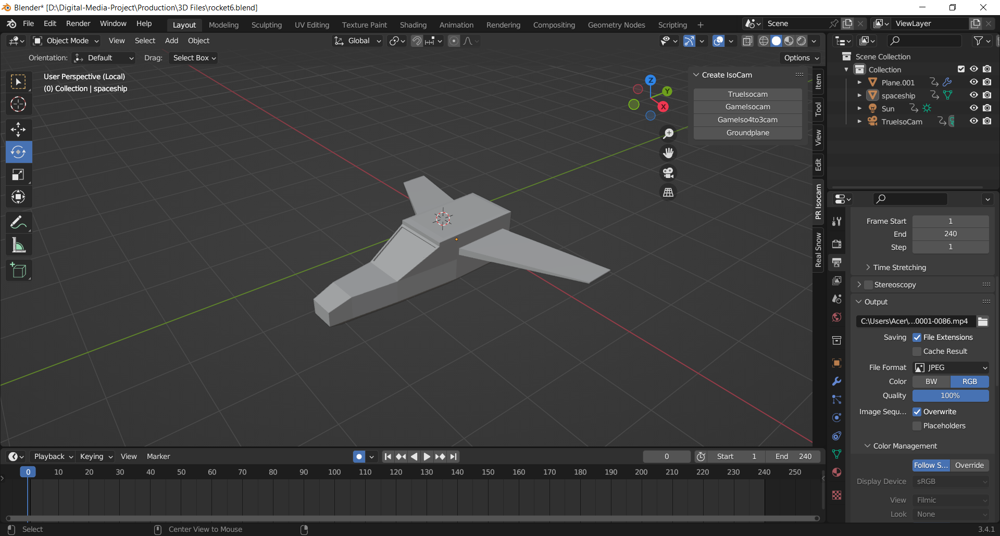 Blender* [D:\Digital-Media-Project\Production\3D Files\rocket6.blend]
File Edit Render Window Help Layout Modeling Sculpting UV Editing Texture Paint Shading Animation Rendering Compositing Geometry Nodes Scripting + Scene ViewLayer
Object Mode View Select Add Object Global
Orientation: Default Drag: Select Box Options
User Perspective (Local)
(0) Collection | spaceship
Z
Y
X
Create IsoCam
TrueIsocam
GameIsocam
GameIso4to3cam
Groundplane
Item
Tool
View
Edit
PR Isocam
Real Snow
Scene Collection
Collection
Plane.001
spaceship
Sun
TrueIsoCam
Frame Start 1
End 240
Step 1
Time Stretching
Stereoscopy
Output
C:\Users\Acer\...0001-0086.mp4
Saving File Extensions
Cache Result
File Format JPEG
Color BW RGB
Quality 100%
Image Sequ... Overwrite
Placeholders
Color Management
Follow S... Override
Display Device sRGB
View Filmic
Look None
Playback Keying View Marker 0 Start 1 End 240
0 10 20 30 40 50 60 70 80 90 100 110 120 130 140 150 160 170 180 190 200 210 220 230 240 250
Select Center View to Mouse 3.4.1